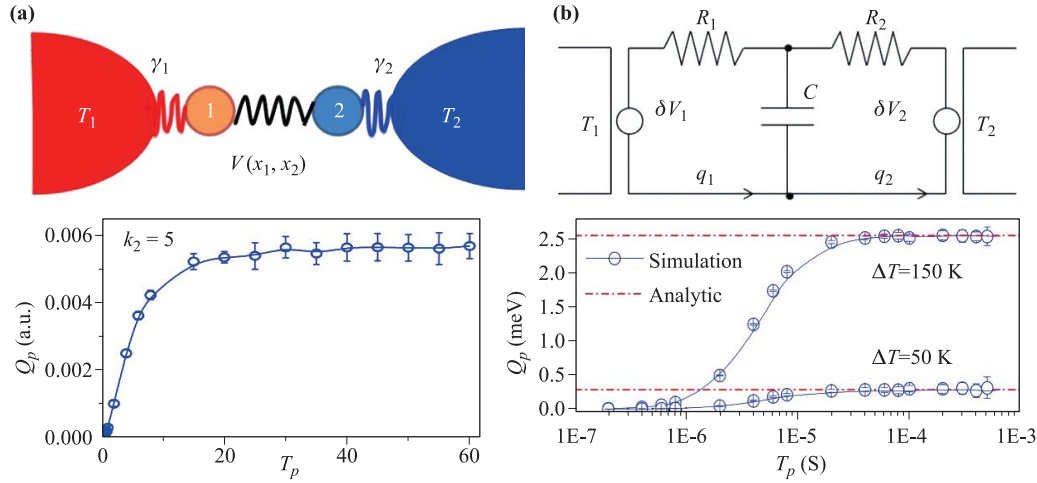 (a)
γ₁
γ₂
T₁
1
2
T₂
V(x₁, x₂)
k₂ = 5
0.006
0.004
0.002
0.000
Qₚ (a.u.)
0
20
40
60
Tₚ
(b)
R₁
R₂
C
δV₁
δV₂
T₁
T₂
q₁
q₂
2.5
2.0
1.5
1.0
0.5
0.0
Qₚ (meV)
Simulation
Analytic
ΔT=150 K
ΔT=50 K
1E-7
1E-6
1E-5
1E-4
1E-3
Tₚ (S)